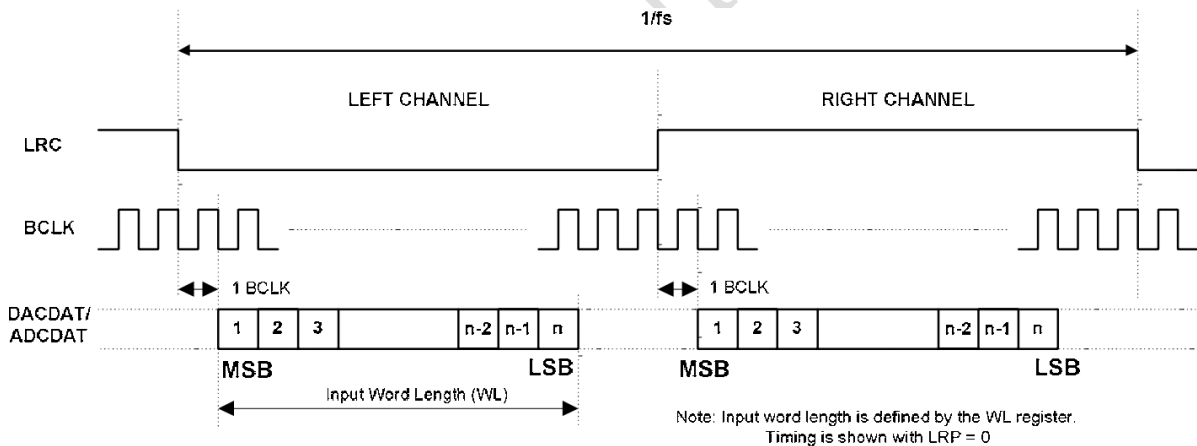 1/fs
LEFT CHANNEL
RIGHT CHANNEL
LRC
BCLK
1 BCLK
1 BCLK
DACDAT/
ADCDAT
1 2 3 n-2 n-1 n
1 2 3 n-2 n-1 n
MSB
LSB
MSB
LSB
Input Word Length (WL)
Note: Input word length is defined by the WL register.
Timing is shown with LRP = 0